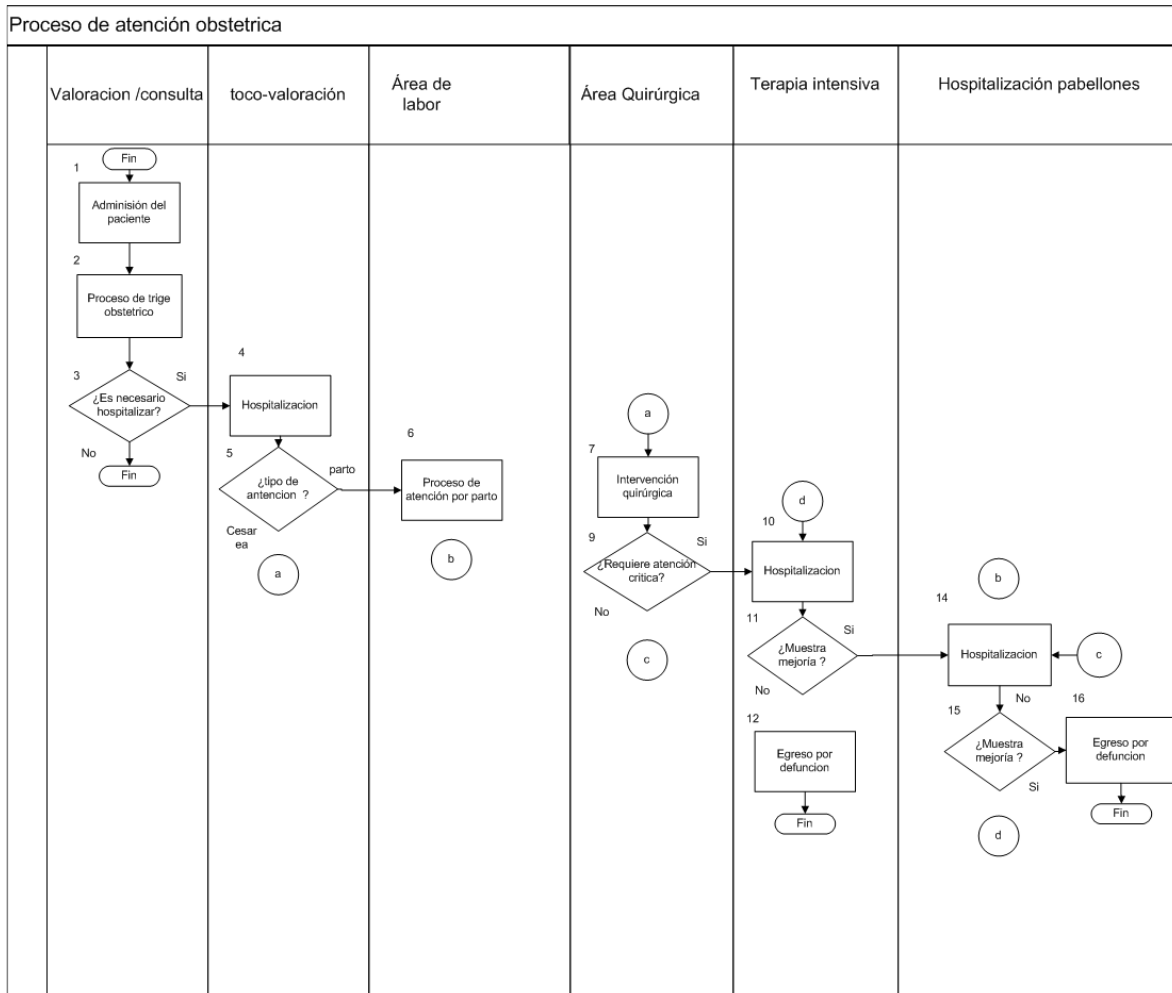 Proceso de atención obstetrica
Valoracion /consulta
toco-valoración
Área de
labor
Área Quirúrgica
Terapia intensiva
Hospitalización pabellones
Fin
1
Adminisión del
paciente
2
Proceso de trige
obstetrico
3
Si
¿Es necesario
hospitalizar?
No
Fin
4
Hospitalizacion
5
parto
¿tipo de
antencion ?
Cesar
ea
a
6
Proceso de
atención por parto
b
a
7
Intervención
quirúrgica
9
Si
¿Requiere atención
critica?
No
c
d
10
Hospitalizacion
11
Si
¿Muestra
mejoría ?
No
12
Egreso por
defuncion
Fin
b
14
Hospitalizacion
c
No
15
16
¿Muestra
mejoría ?
Egreso por
defuncion
Si
Fin
d